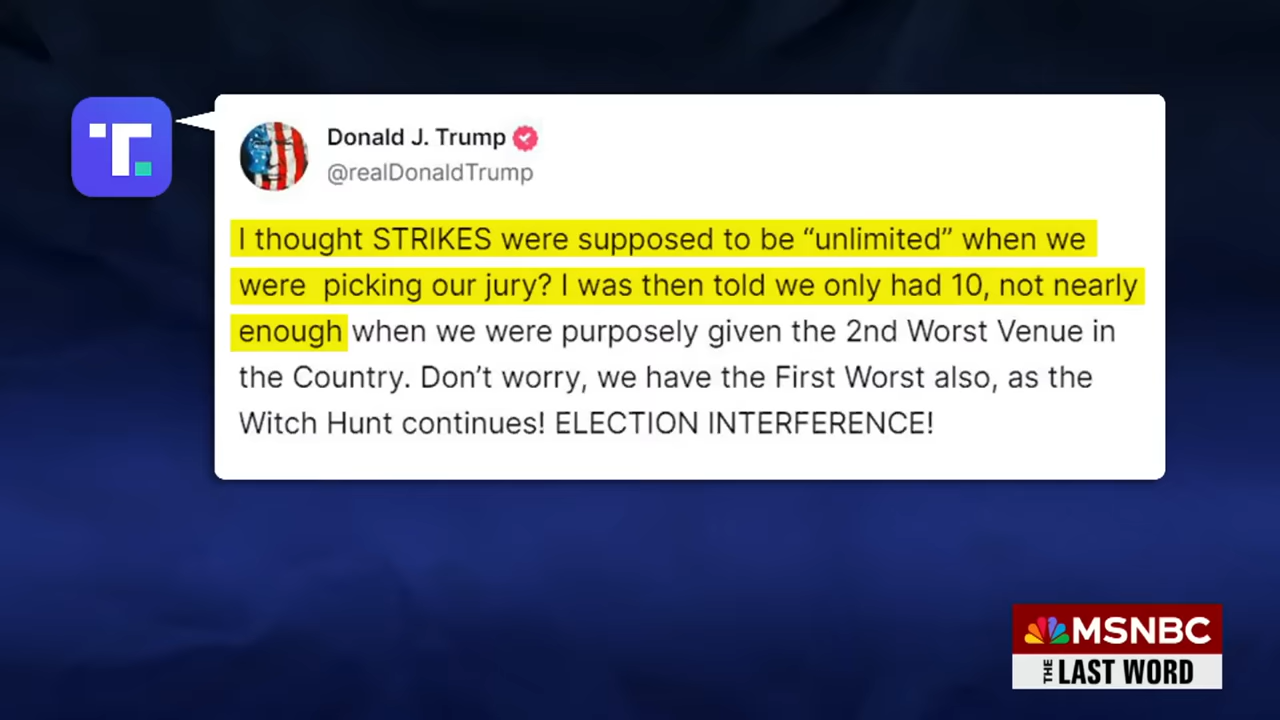 T.
Donald J. Trump
@realDonaldTrump
I thought STRIKES were supposed to be “unlimited” when we
were  picking our jury? I was then told we only had 10, not nearly
enough when we were purposely given the 2nd Worst Venue in
the Country. Don’t worry, we have the First Worst also, as the
Witch Hunt continues! ELECTION INTERFERENCE!
MSNBC
THE LAST WORD